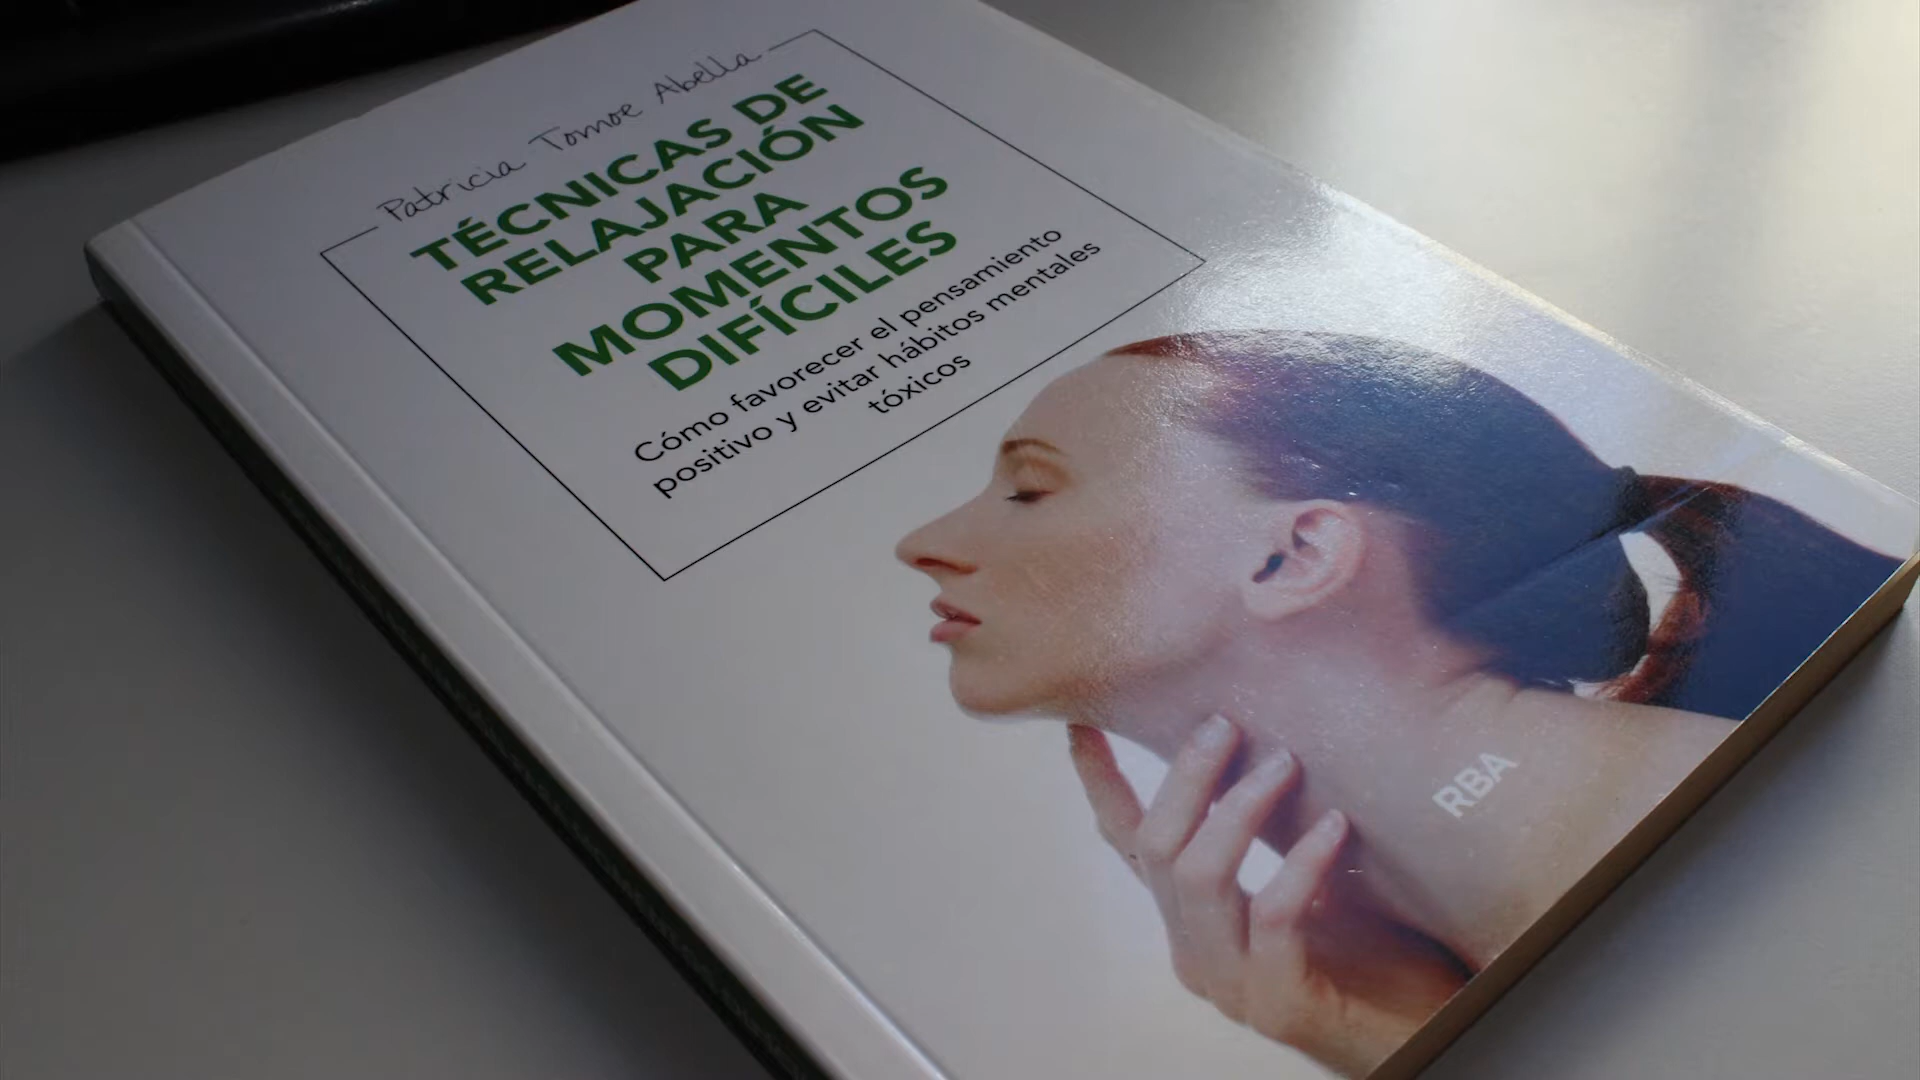 Patricia Tomoe Abella
TÉCNICAS DE
RELAJACIÓN
PARA
MOMENTOS
DIFÍCILES
Cómo favorecer el pensamiento
positivo y evitar hábitos mentales
tóxicos
RBA